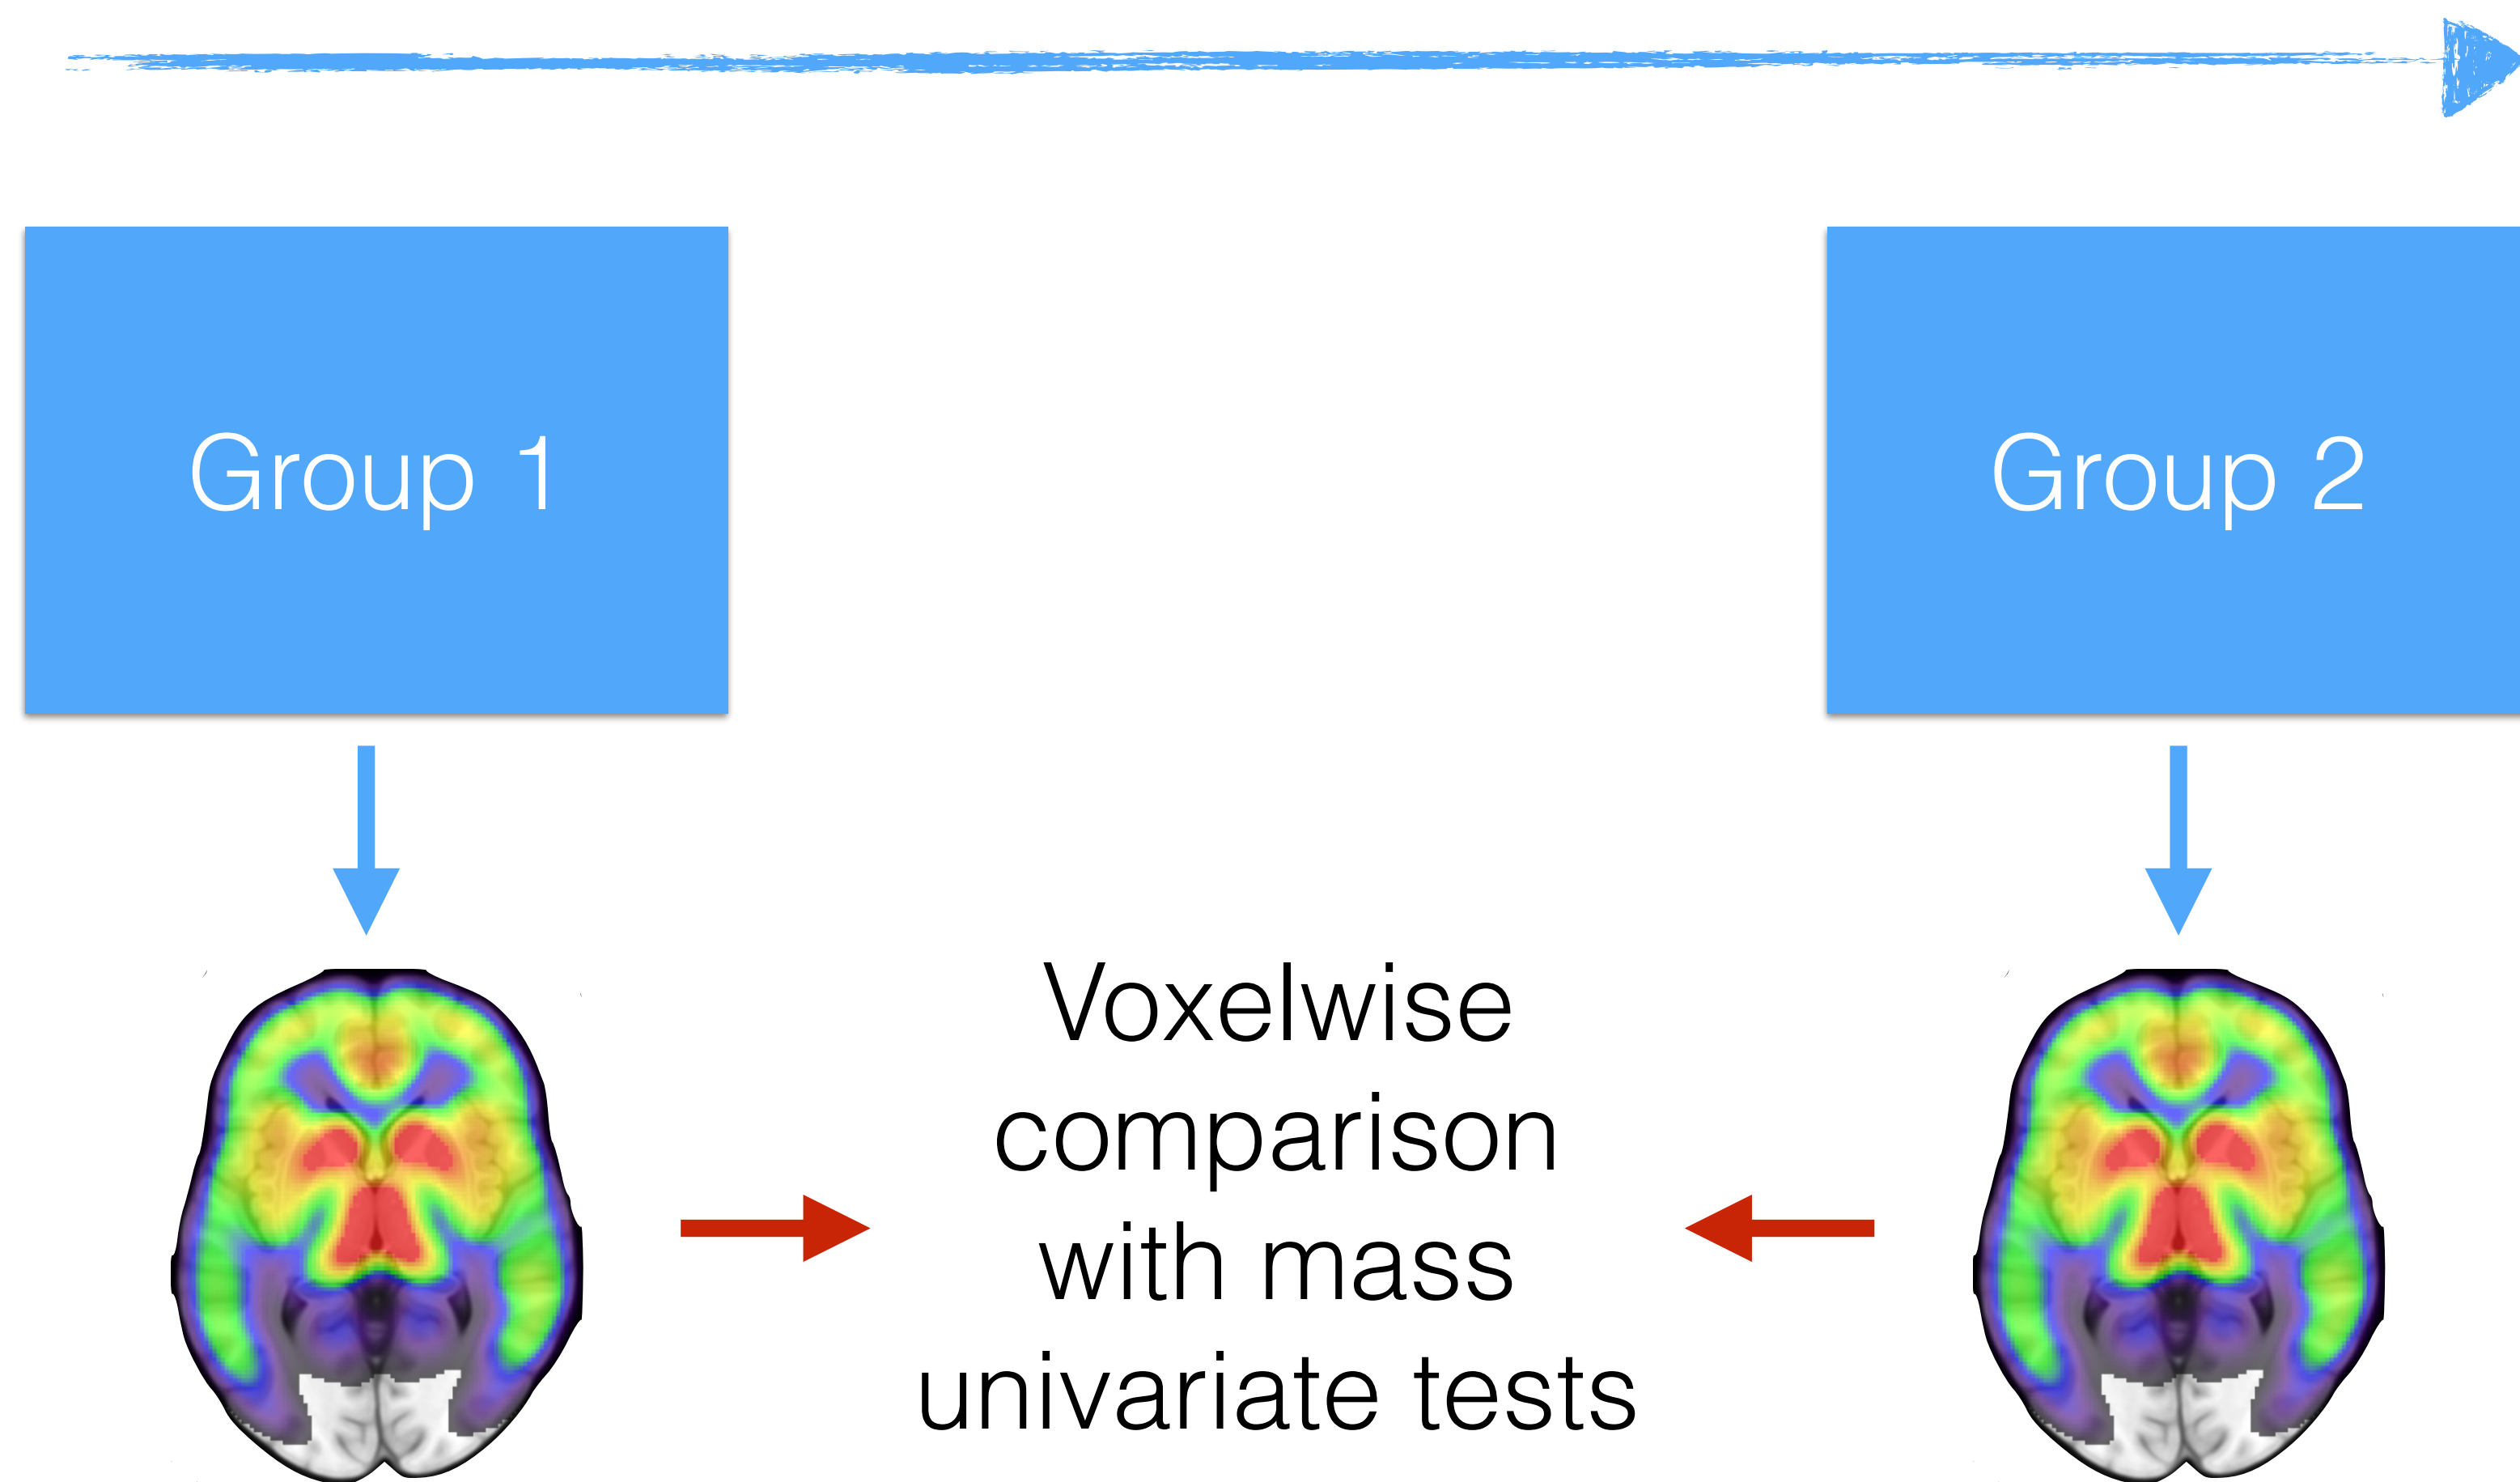 Group 1
Group 2
Voxelwise
comparison
with mass
univariate tests